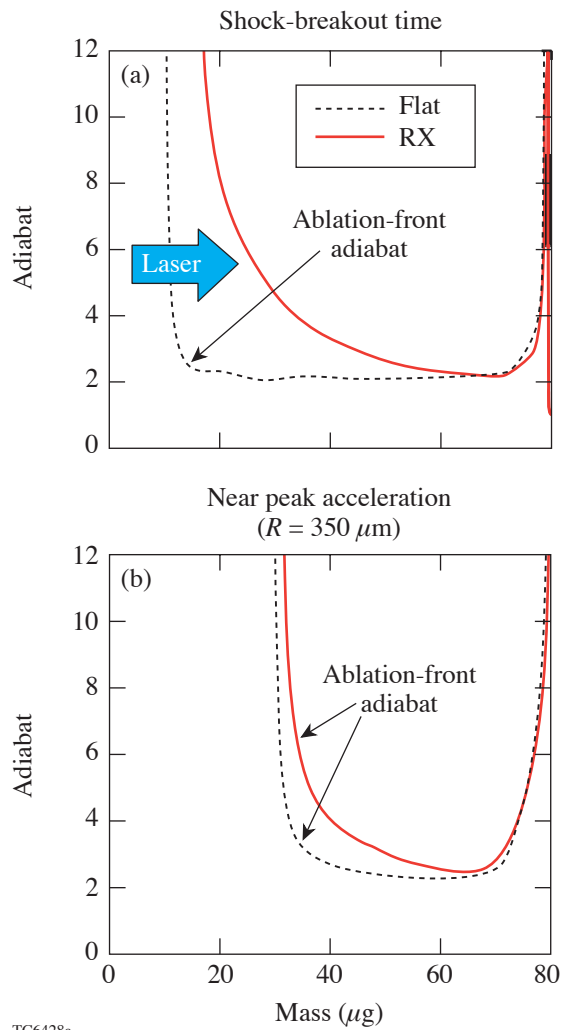 Shock-breakout time
(a)
Flat
RX
Ablation-front
adiabat
Laser
Adiabat
12
10
8
6
4
2
0
Near peak acceleration
(R = 350 μm)
(b)
Ablation-front
adiabat
Adiabat
12
10
8
6
4
2
0
0
20
40
60
80
Mass (μg)